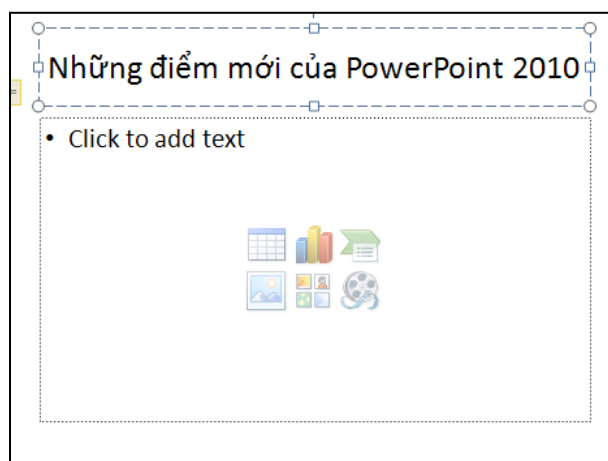 Những điểm mới của PowerPoint 2010
• Click to add text